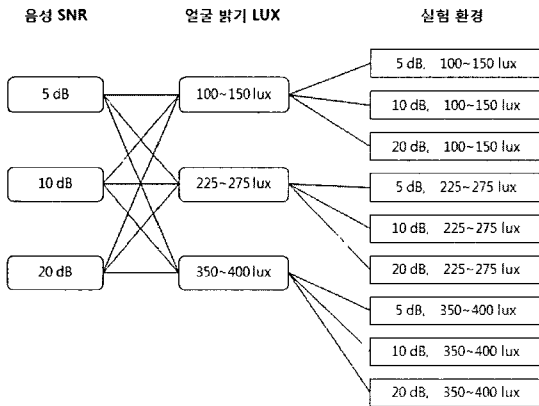 음성 SNR
얼굴 밝기 LUX
실험 환경
5 dB
10 dB
20 dB
100~150 lux
225~275 lux
350~400 lux
5 dB, 100~150 lux
10 dB, 100~150 lux
20 dB, 100~150 lux
5 dB, 225~275 lux
10 dB, 225~275 lux
20 dB, 225~275 lux
5 dB, 350~400 lux
10 dB, 350~400 lux
20 dB, 350~400 lux